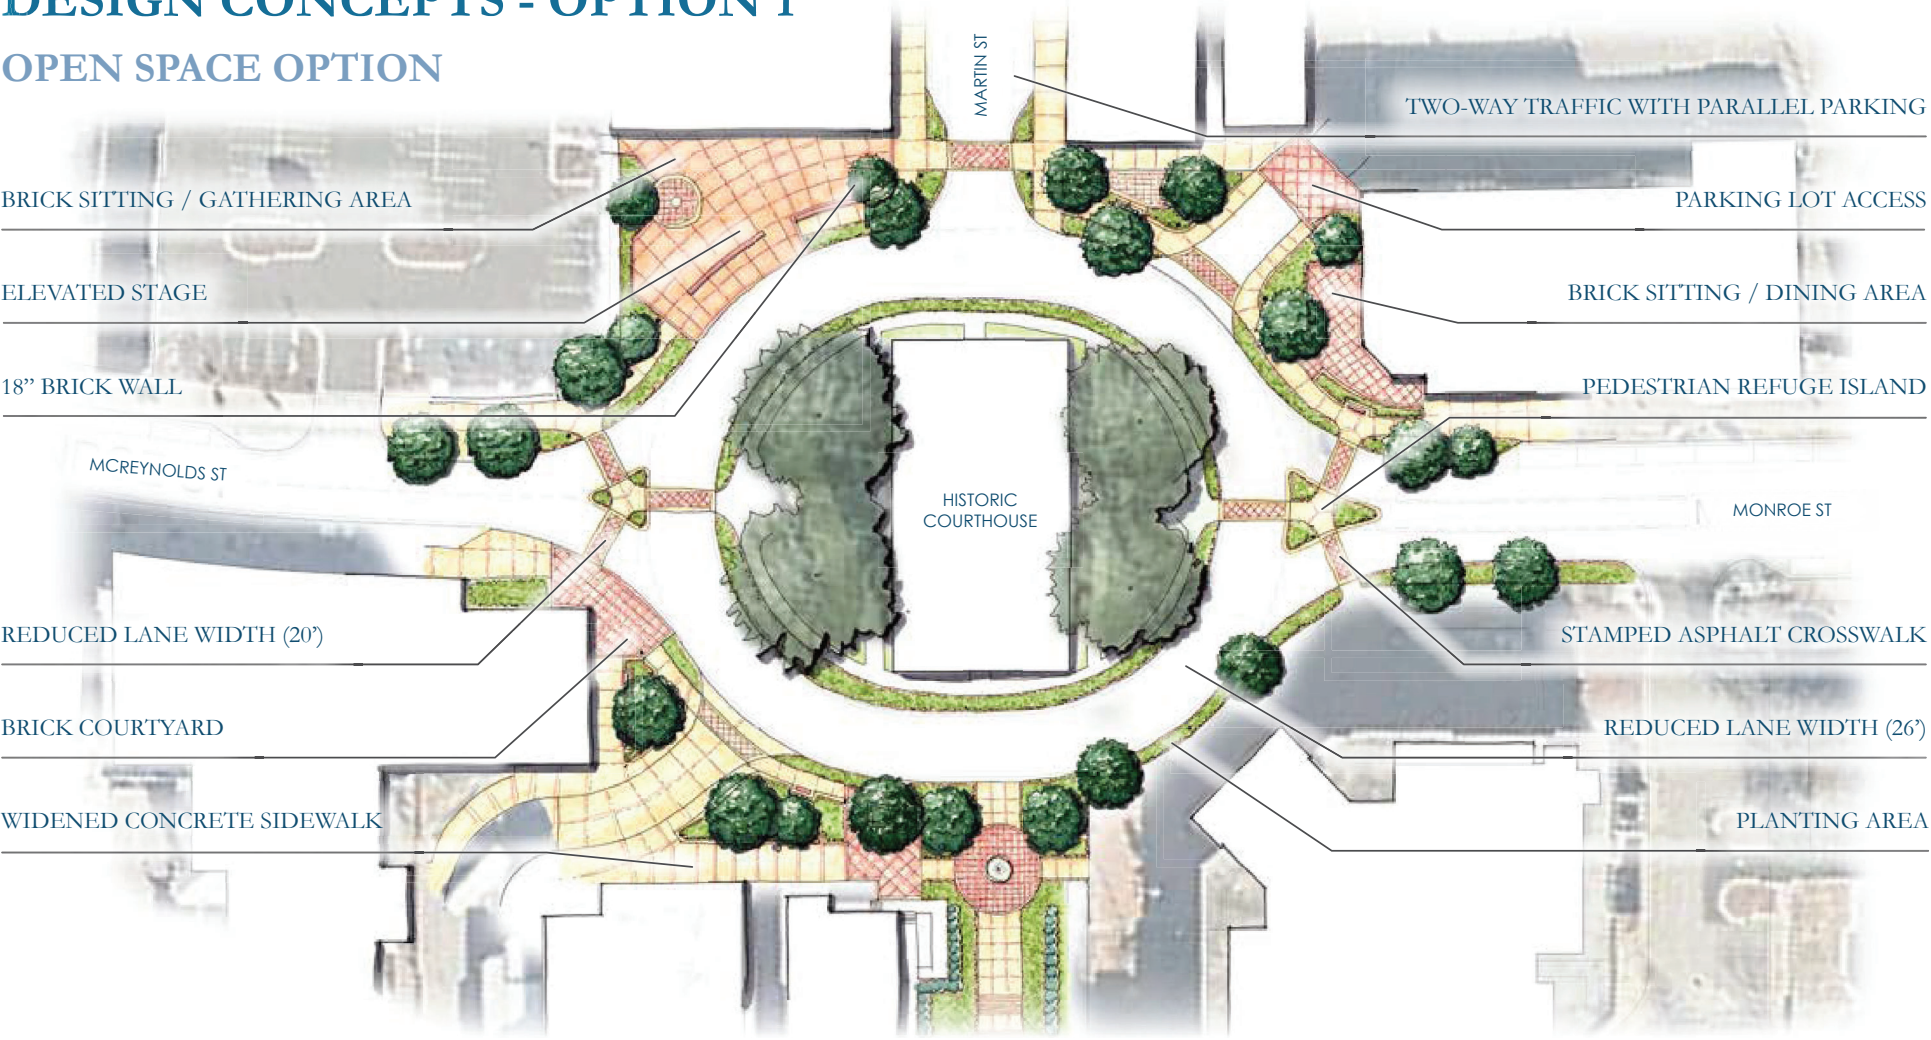 DESIGN CONCEPTS - OPTION 1
OPEN SPACE OPTION
MARTIN ST
TWO-WAY TRAFFIC WITH PARALLEL PARKING
BRICK SITTING / GATHERING AREA
PARKING LOT ACCESS
ELEVATED STAGE
BRICK SITTING / DINING AREA
18” BRICK WALL
PEDESTRIAN REFUGE ISLAND
MCREYNOLDS ST
HISTORIC
COURTHOUSE
MONROE ST
REDUCED LANE WIDTH (20’)
STAMPED ASPHALT CROSSWALK
BRICK COURTYARD
REDUCED LANE WIDTH (26’)
WIDENED CONCRETE SIDEWALK
PLANTING AREA